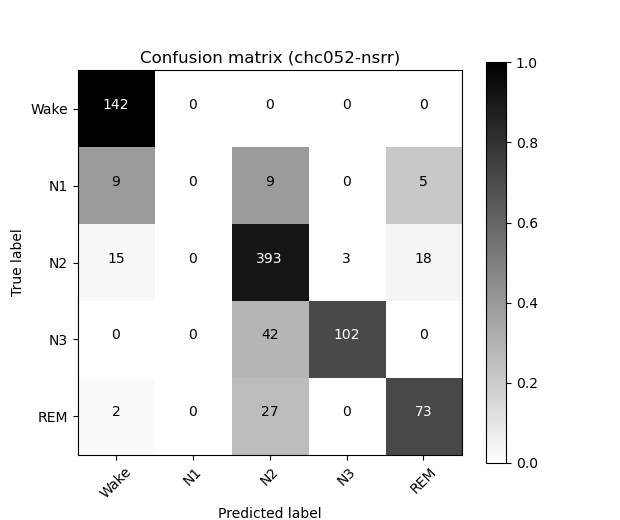 Confusion matrix (chc052-nsrr)
1.0
Wake 142 0 0 0 0
0.8
N1 9 0 9 0 5
0.6
True label
N2 15 0 393 3 18
0.4
N3 0 0 42 102 0
0.2
REM 2 0 27 0 73
0.0
Wake N1 N2 N3 REM
Predicted label